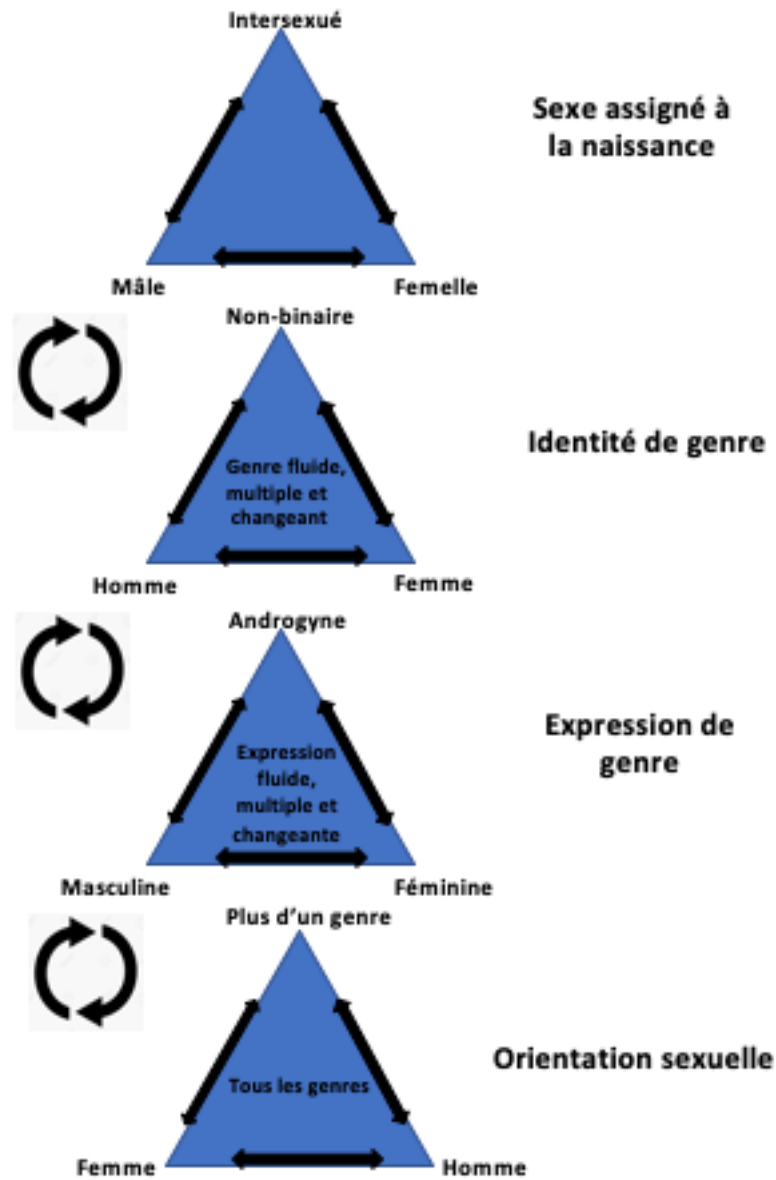 Intersexué
Sexe assigné à
la naissance
Mâle
Femelle
Non-binaire
Identité de genre
Genre fluide,
multiple et
changeant
Homme
Femme
Androgyne
Expression de
genre
Expression
fluide,
multiple et
changeante
Masculine
Féminine
Plus d'un genre
Orientation sexuelle
Tous les genres
Femme
Homme